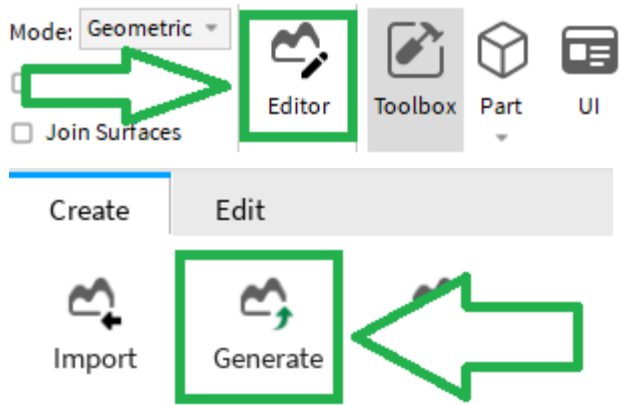 Mode: Geometric
Editor
Toolbox
Part
UI
Join Surfaces
Create
Edit
Import
Generate